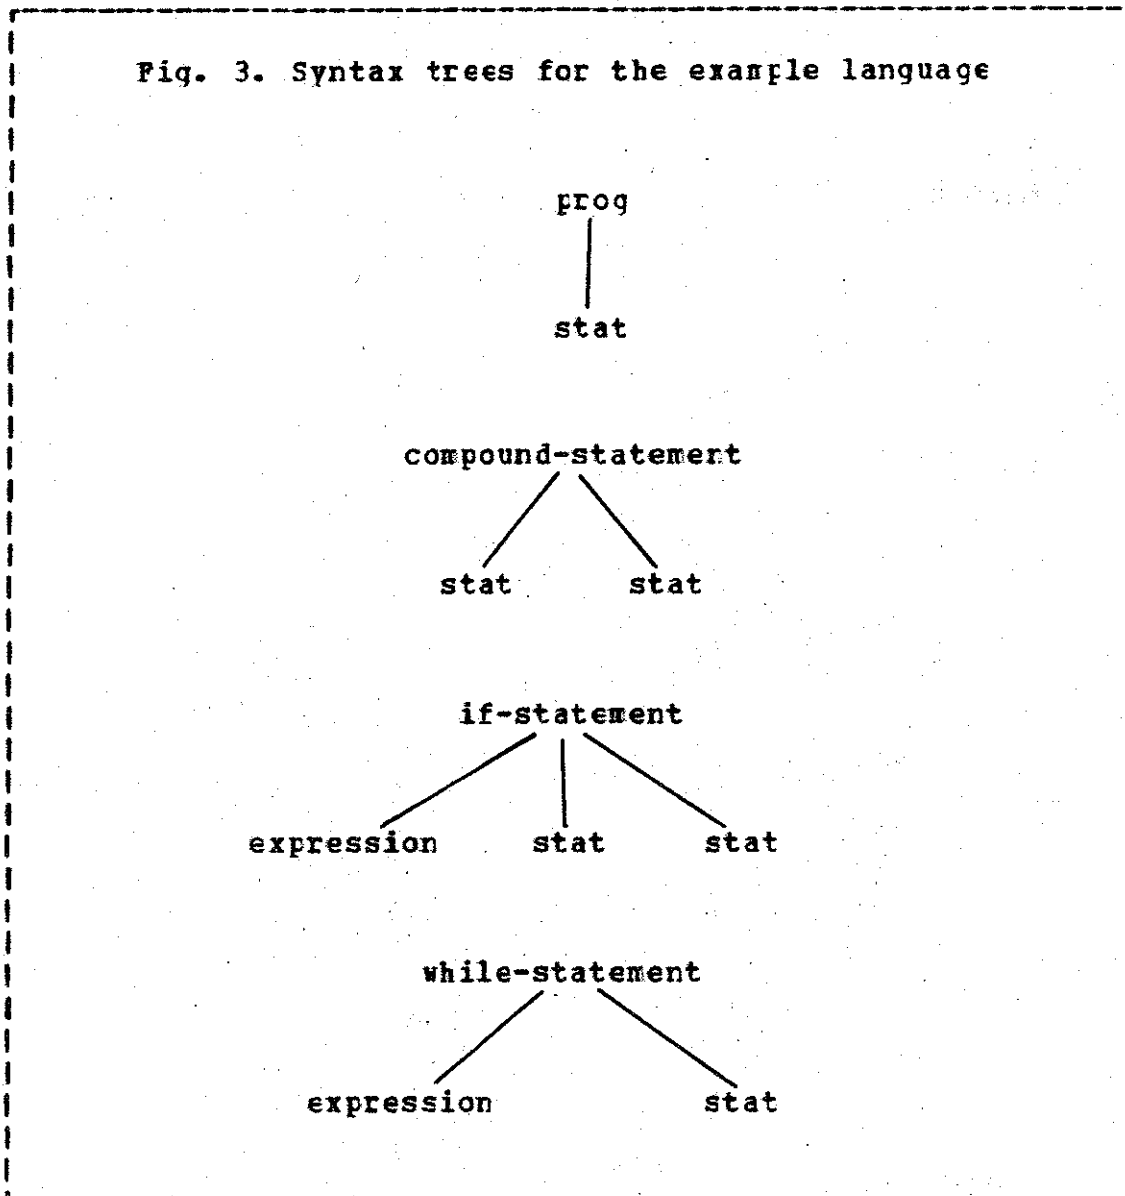 Fig. 3. Syntax trees for the example language
prog
stat
compound-statement
stat stat
if-statement
expression stat stat
while-statement
expression stat